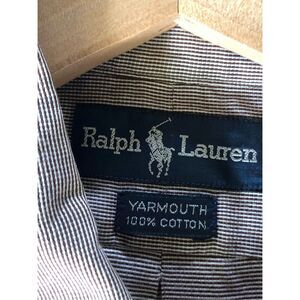 Ralph Lauren
YARMOUTH
100% COTTON